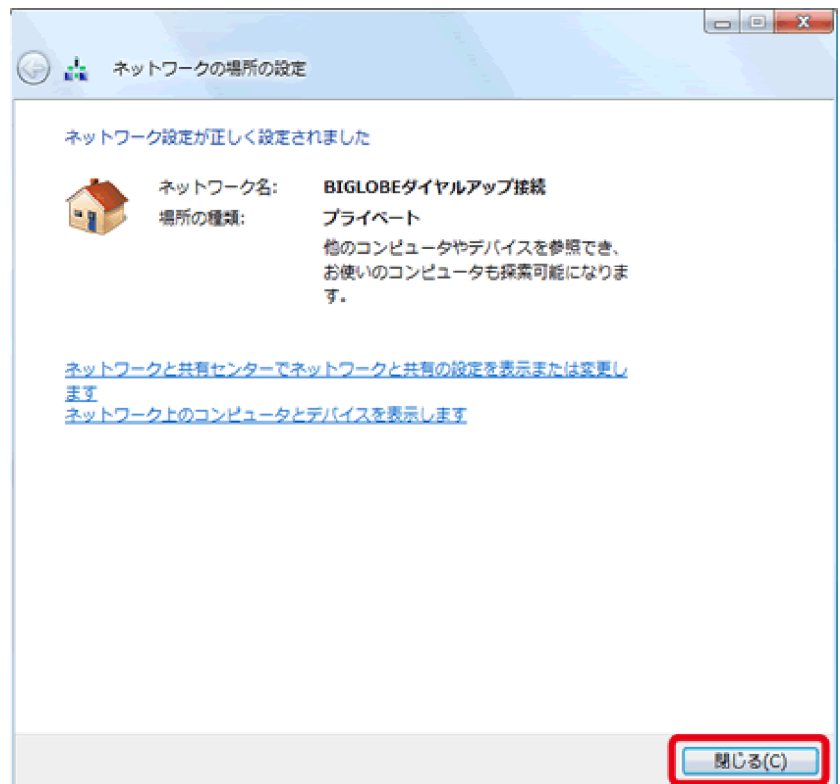 ネットワークの場所の設定
ネットワーク設定が正しく設定されました
ネットワーク名: BIGLOBEダイヤルアップ接続
場所の種類: プライベート
他のコンピュータやデバイスを参照でき、
お使いのコンピュータも探索可能になりま
す。
ネットワークと共有センターでネットワークと共有の設定を表示または変更し
ます
ネットワーク上のコンピュータとデバイスを表示します
閉じる(C)